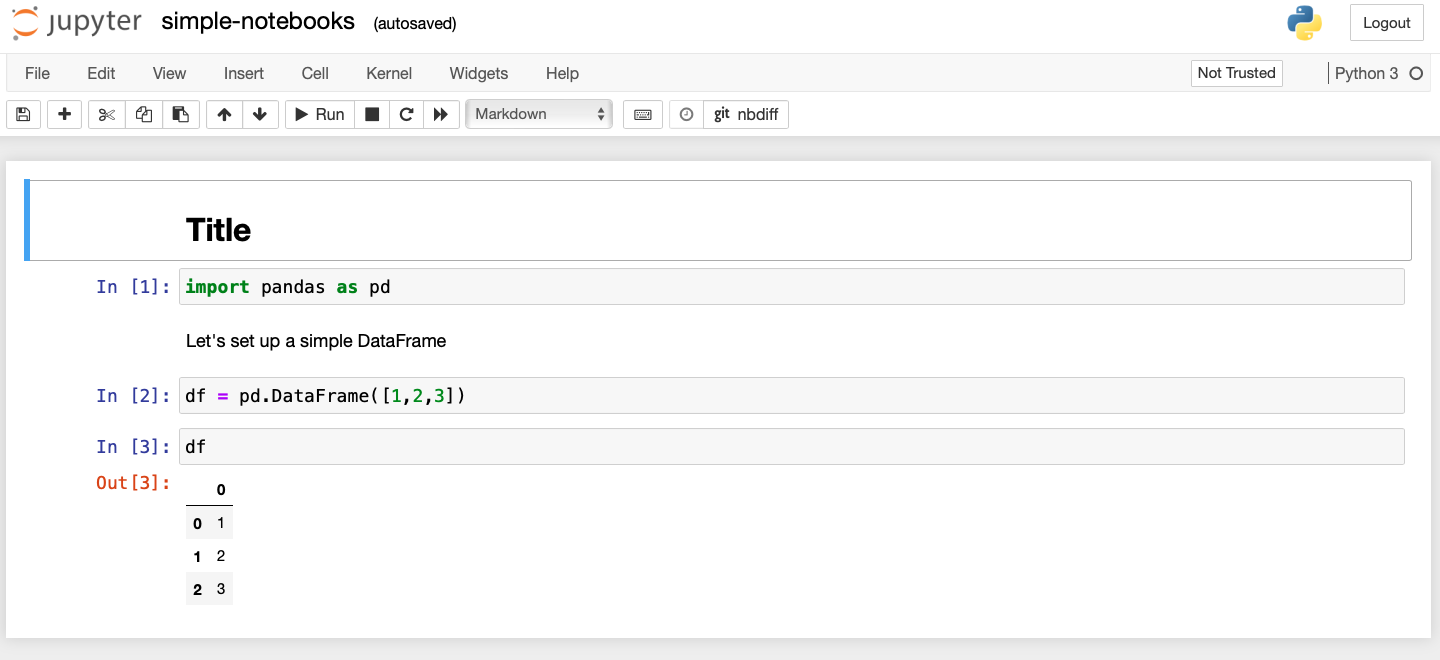 jupyter simple-notebooks (autosaved) Logout
File Edit View Insert Cell Kernel Widgets Help Not Trusted Python 3
Run Markdown git nbdiff
Title
In [1]: import pandas as pd
Let's set up a simple DataFrame
In [2]: df = pd.DataFrame([1,2,3])
In [3]: df
Out[3]:
0
0 1
1 2
2 3